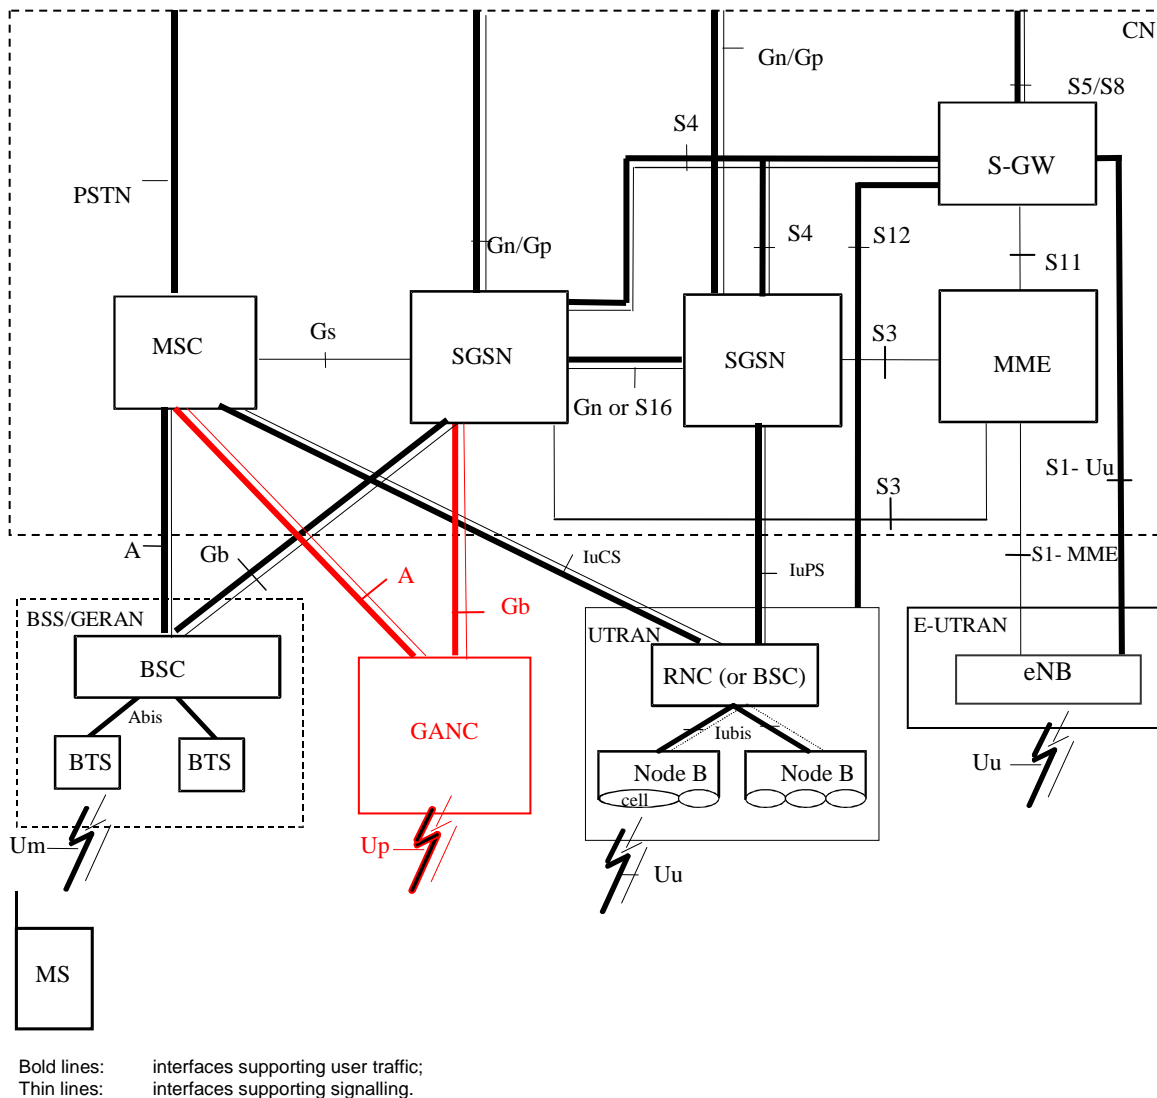 CN
Gn/Gp
S5/S8
S4
S-GW
PSTN
Gn/Gp
S4
S12
S11
MSC
Gs
SGSN
SGSN
S3
MME
Gn or S16
S1- Uu
S3
A
Gb
IuCS
IuPS
S1- MME
A
Gb
BSS/GERAN
UTRAN
E-UTRAN
BSC
RNC (or BSC)
eNB
Abis
GANC
Iubis
BTS
BTS
Node B
Node B
cell
Uu
Um
Up
Uu
MS
Bold lines: interfaces supporting user traffic;
Thin lines: interfaces supporting signalling.